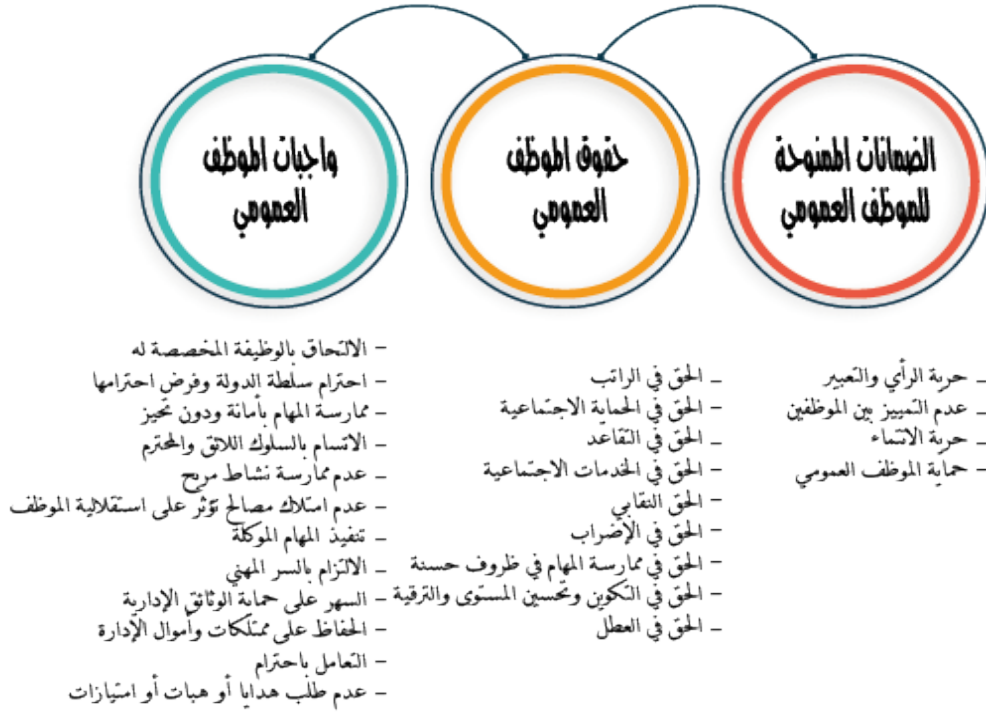 الضمانات الممنوحة
للموظف العمومي
حقوق الموظف
العمومي
واجبات الموظف
العمومي
_ حرية الرأي والتعبير
_ عدم التمييز بين الموظفين
_ حرية الانتماء
– حماية الموظف العمومي
_ الحق في الراتب
– الحق في الحماية الاجتماعية
_ الحق في التقاعد
– الحق في الخدمات الاجتماعية
– الحق النقابي
– الحق في الإضراب
– الحق في ممارسة المهام في ظروف حسنة
– الحق في التكوين وتحسين المستوى والترقية
_ الحق في العطل
– الالتحاق بالوظيفة المخصصة له
– احترام سلطة الدولة وفرض احترامها
– ممارسة المهام بأمانة ودون تحيز
– الاتسام بالسلوك اللائق والمحترم
– عدم ممارسة نشاط مربح
– عدم امتلاك مصالح تؤثر على استقلالية الموظف
_ تنفيذ المهام الموكلة
_ الالتزام بالسر المهني
– السهر على حماية الوثائق الإدارية
– الحفاظ على ممتلكات وأموال الإدارة
– التعامل باحترام
– عدم طلب هدايا أو هبات أو امتيازات